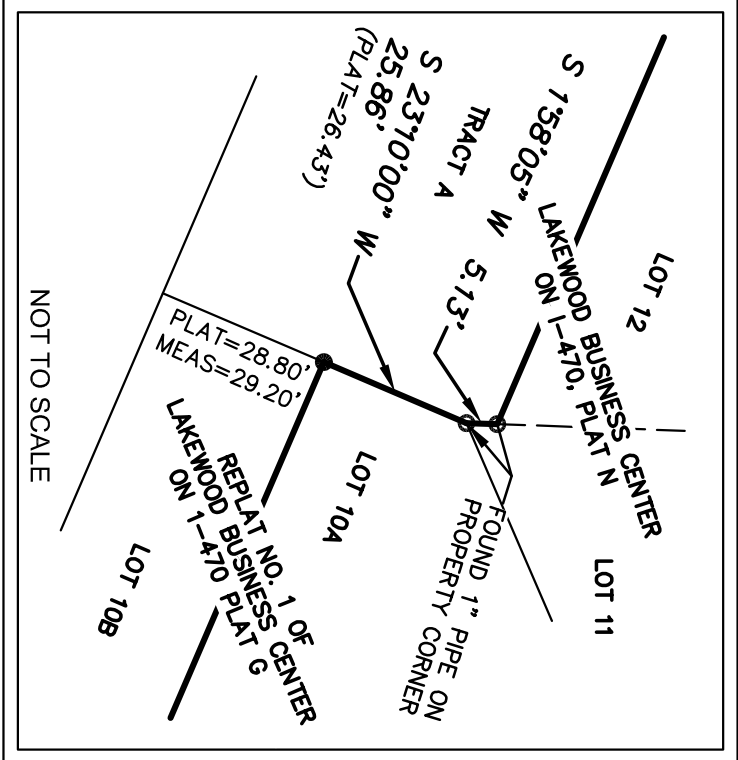 S 1°58'05" W 5.13'
TRACT A
S 23°10'00" W
25.86'
(PLAT=26.43')
LOT 12
LAKEWOOD BUSINESS CENTER
ON I-470, PLAT N
LOT 11
PLAT=28.80'
MEAS=29.20'
LOT 10A
FOUND 1" PIPE ON
PROPERTY CORNER
REPLAT NO. 1 OF
LAKEWOOD BUSINESS CENTER
ON 1-470 PLAT G
LOT 10B
NOT TO SCALE